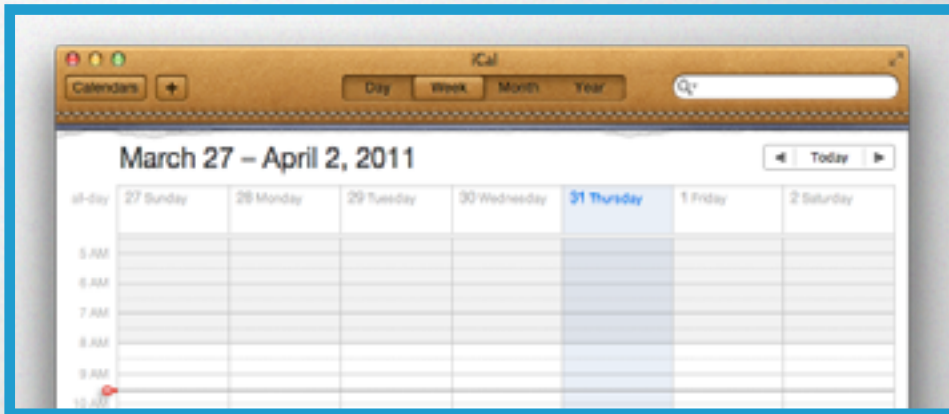 iCal
Calendars + Day Week Month Year
March 27 – April 2, 2011
Today
all-day 27 Sunday 28 Monday 29 Tuesday 30 Wednesday 31 Thursday 1 Friday 2 Saturday
5 AM
6 AM
7 AM
8 AM
9 AM
10 AM